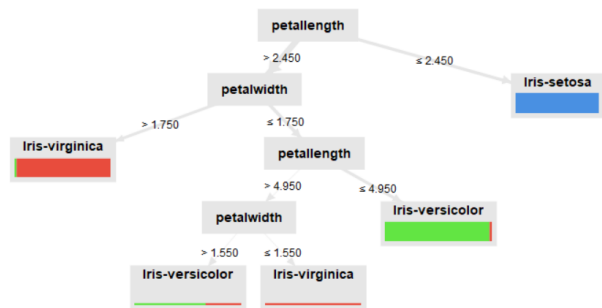 petallength
> 2.450
≤ 2.450
petalwidth
Iris-setosa
> 1.750
≤ 1.750
Iris-virginica
petallength
> 4.950
≤ 4.950
petalwidth
Iris-versicolor
> 1.550
≤ 1.550
Iris-versicolor
Iris-virginica